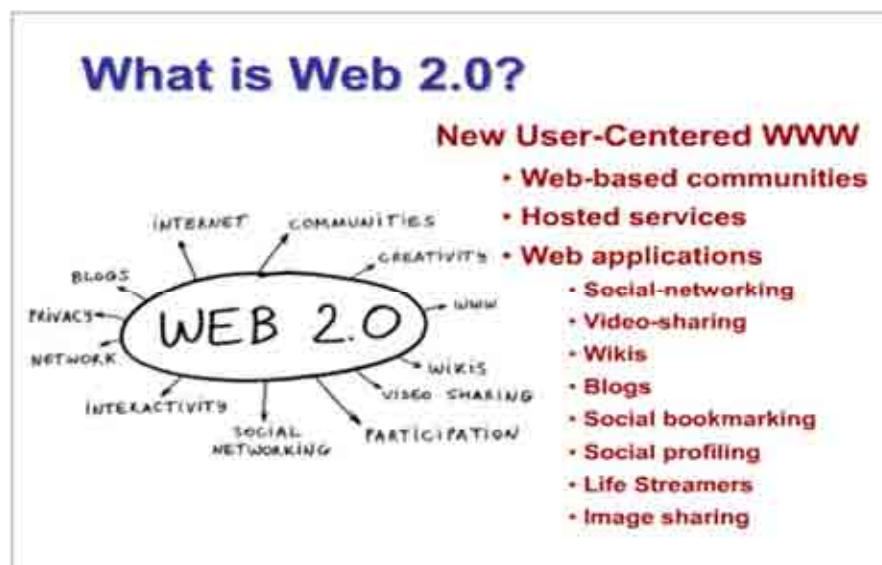 What is Web 2.0?
New User-Centered WWW
• Web-based communities
• Hosted services
• Web applications
• Social-networking
• Video-sharing
• Wikis
• Blogs
• Social bookmarking
• Social profiling
• Life Streamers
• Image sharing
INTERNET
COMMUNITIES
CREATIVITY
BLOGS
WWW
PRIVACY
WEB 2.0
NETWORK
WIKIS
VIDEO SHARING
INTERACTIVITY
SOCIAL
NETWORKING
PARTICIPATION